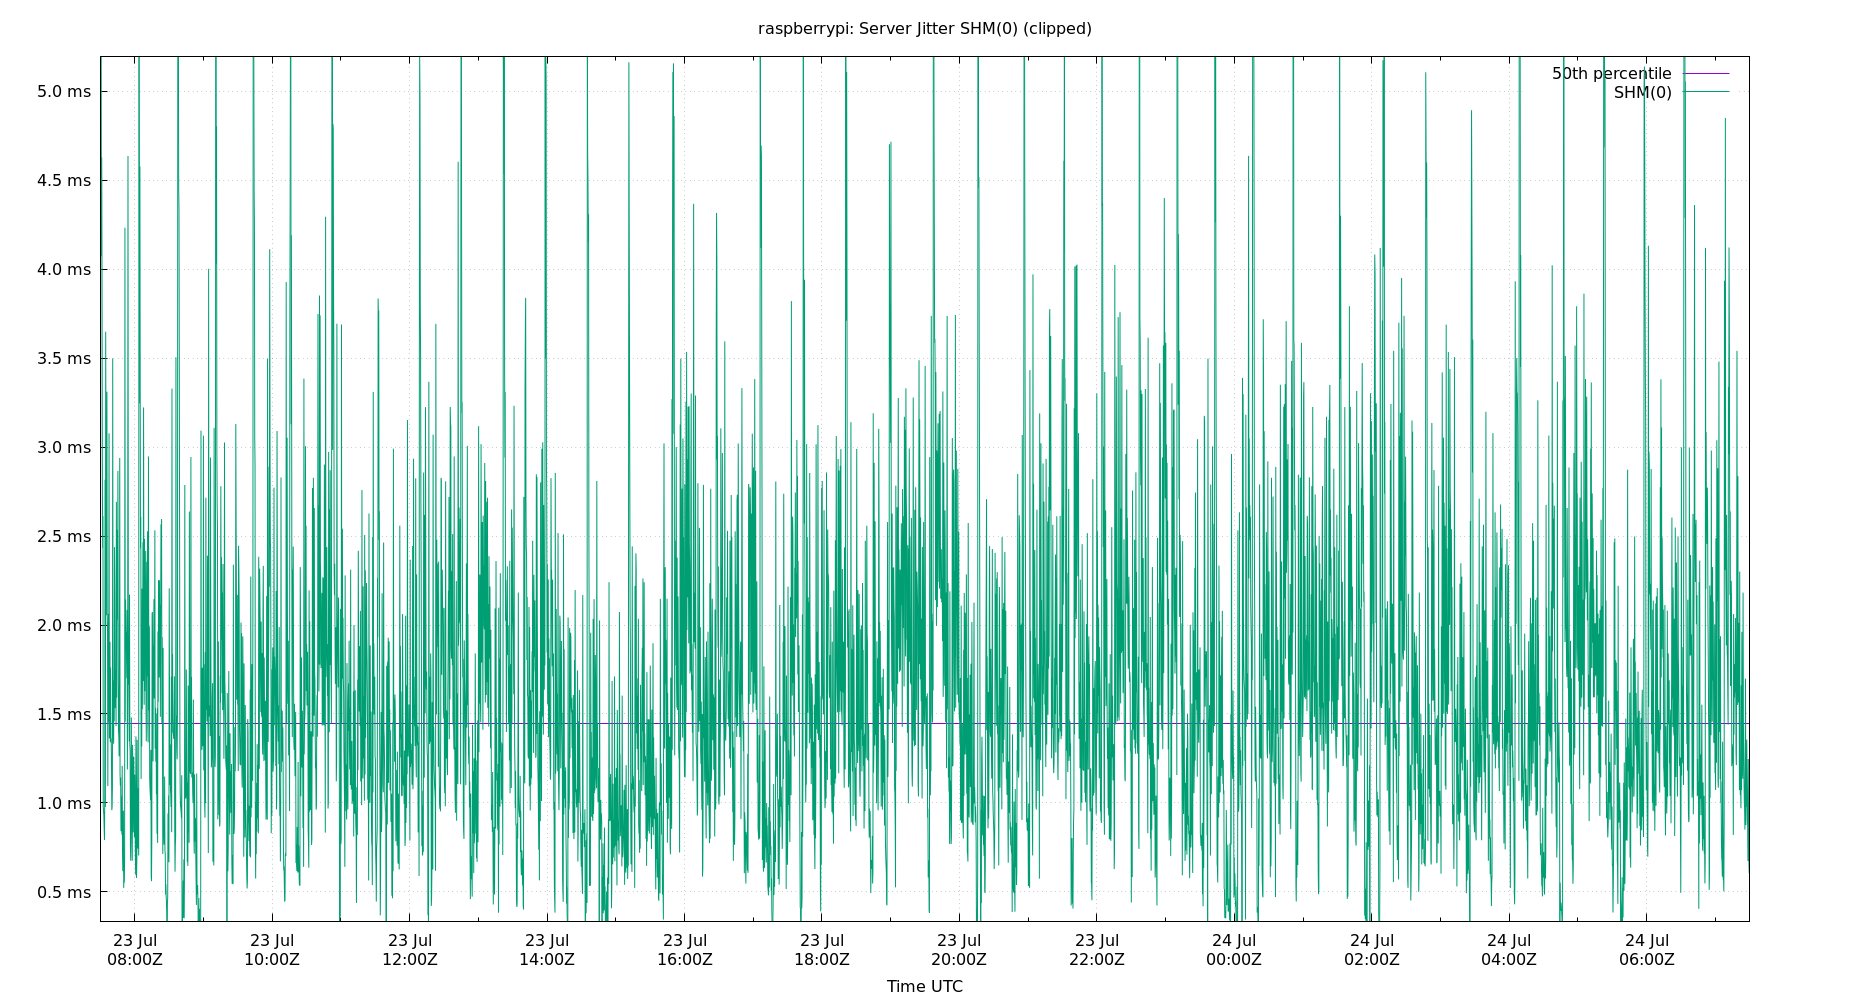 raspberrypi: Server Jitter SHM(0) (clipped)
50th percentile
SHM(0)
5.0 ms
4.5 ms
4.0 ms
3.5 ms
3.0 ms
2.5 ms
2.0 ms
1.5 ms
1.0 ms
0.5 ms
23 Jul 23 Jul 23 Jul 23 Jul 23 Jul 23 Jul 23 Jul 23 Jul 24 Jul 24 Jul 24 Jul 24 Jul
08:00Z 10:00Z 12:00Z 14:00Z 16:00Z 18:00Z 20:00Z 22:00Z 00:00Z 02:00Z 04:00Z 06:00Z
Time UTC